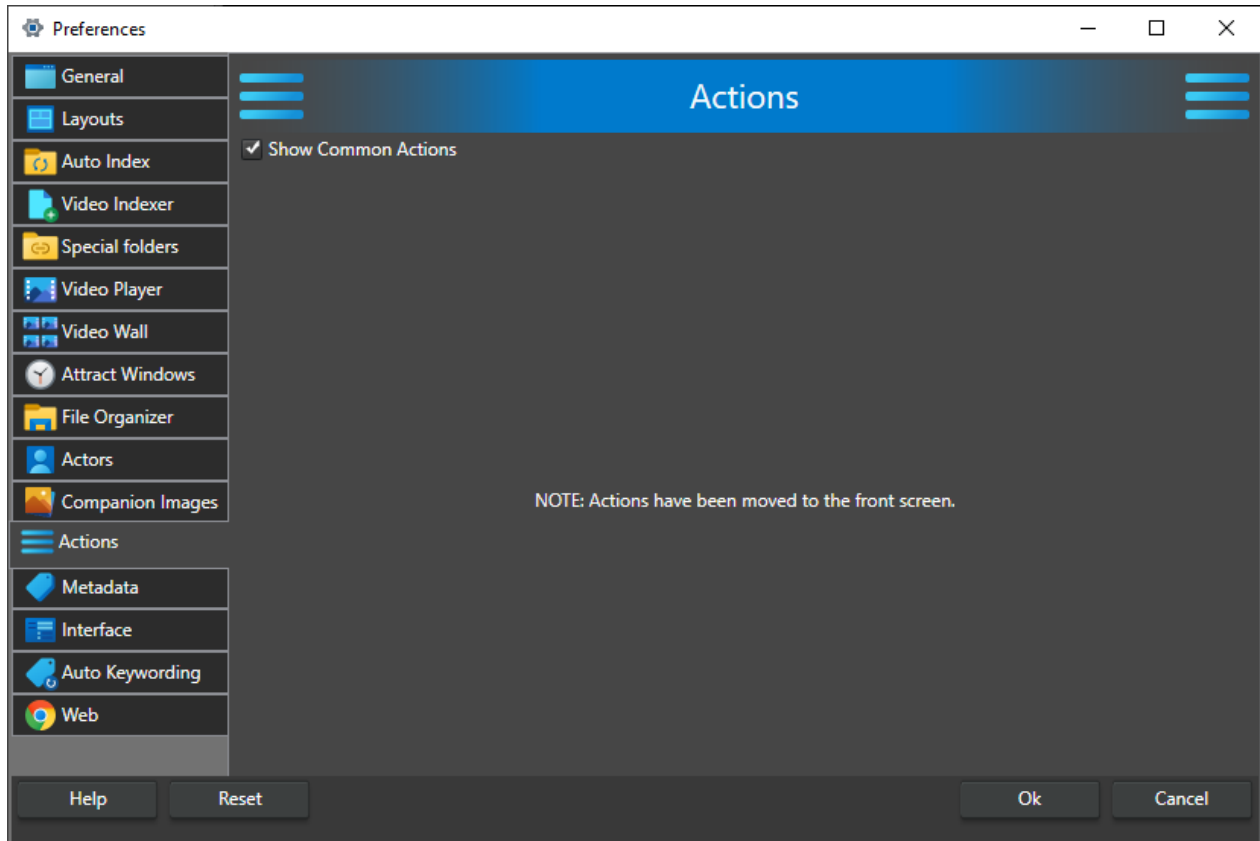 Preferences
General
Layouts
Auto Index
Video Indexer
Special folders
Video Player
Video Wall
Attract Windows
File Organizer
Actors
Companion Images
Actions
Metadata
Interface
Auto Keywording
Web
Actions
Show Common Actions
NOTE: Actions have been moved to the front screen.
Help
Reset
Ok
Cancel